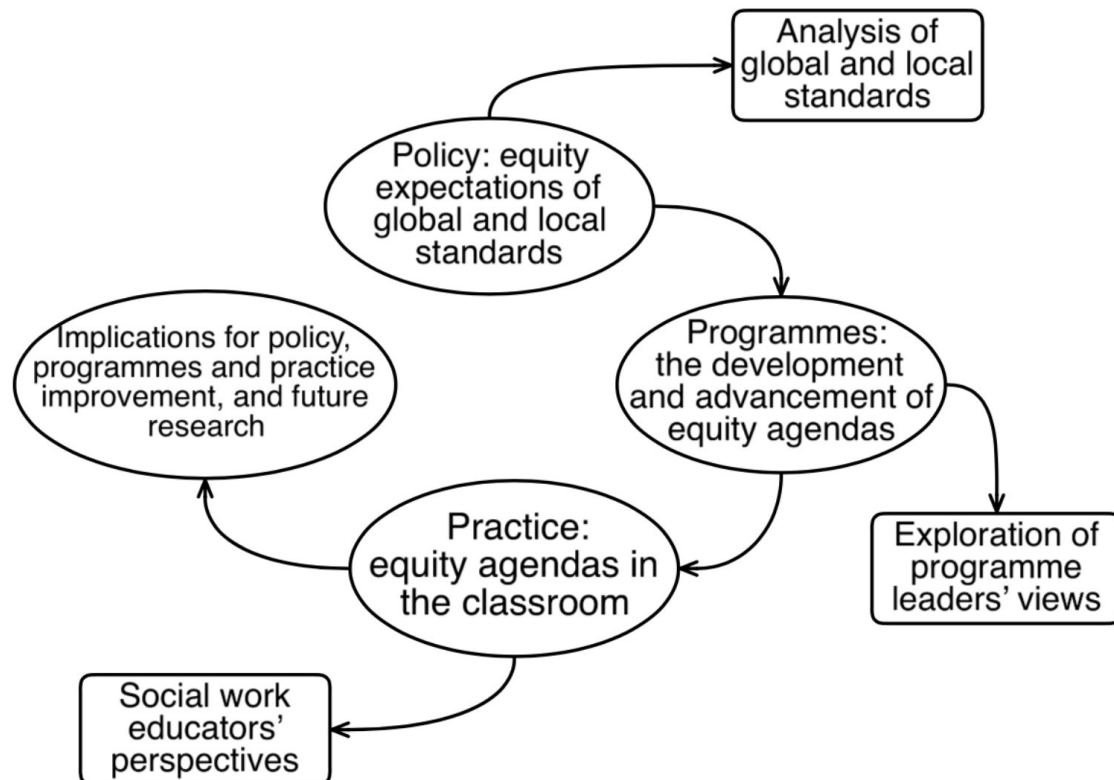 Analysis of
global and local
standards
Policy: equity
expectations of
global and local
standards
Programmes:
the development
and advancement of
equity agendas
Exploration of
programme
leaders’ views
Practice:
equity agendas in
the classroom
Social work
educators’
perspectives
Implications for policy,
programmes and practice
improvement, and future
research